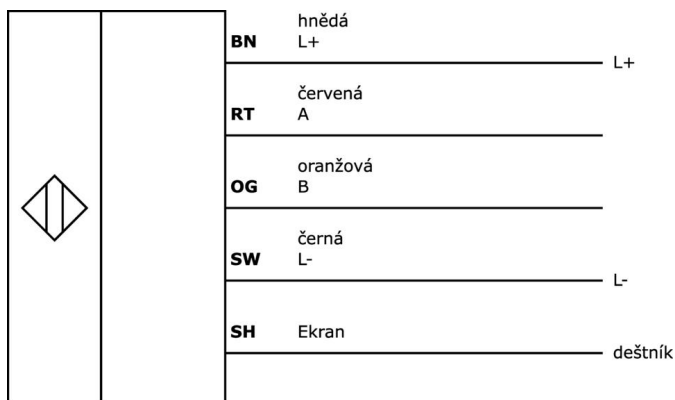 hnědá
BN L+
L+
červená
RT A
oranžová
OG B
černá
SW L-
L-
SH Ekran
deštník